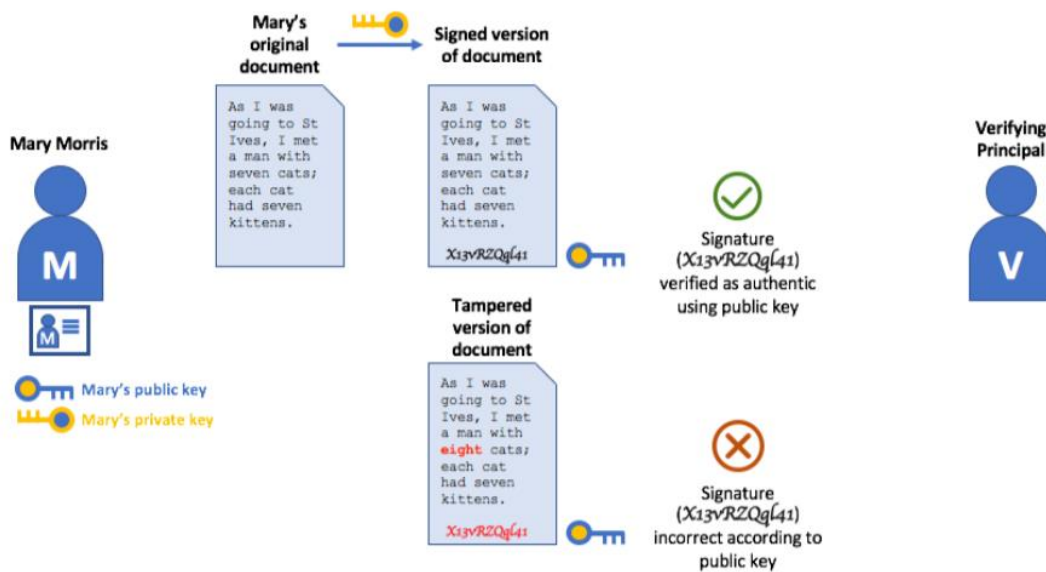 Mary's
original
document
Signed version
of document
As I was
going to St
Ives, I met
a man with
seven cats;
each cat
had seven
kittens.
As I was
going to St
Ives, I met
a man with
seven cats;
each cat
had seven
kittens.
X13vRZQql41
Mary Morris
M
M
Mary's public key
Mary's private key
Signature
(X13vRZQql41)
verified as authentic
using public key
Verifying
Principal
V
Tampered
version of
document
As I was
going to St
Ives, I met
a man with
eight cats;
each cat
had seven
kittens.
X13vRZQql41
Signature
(X13vRZQql41)
incorrect according to
public key